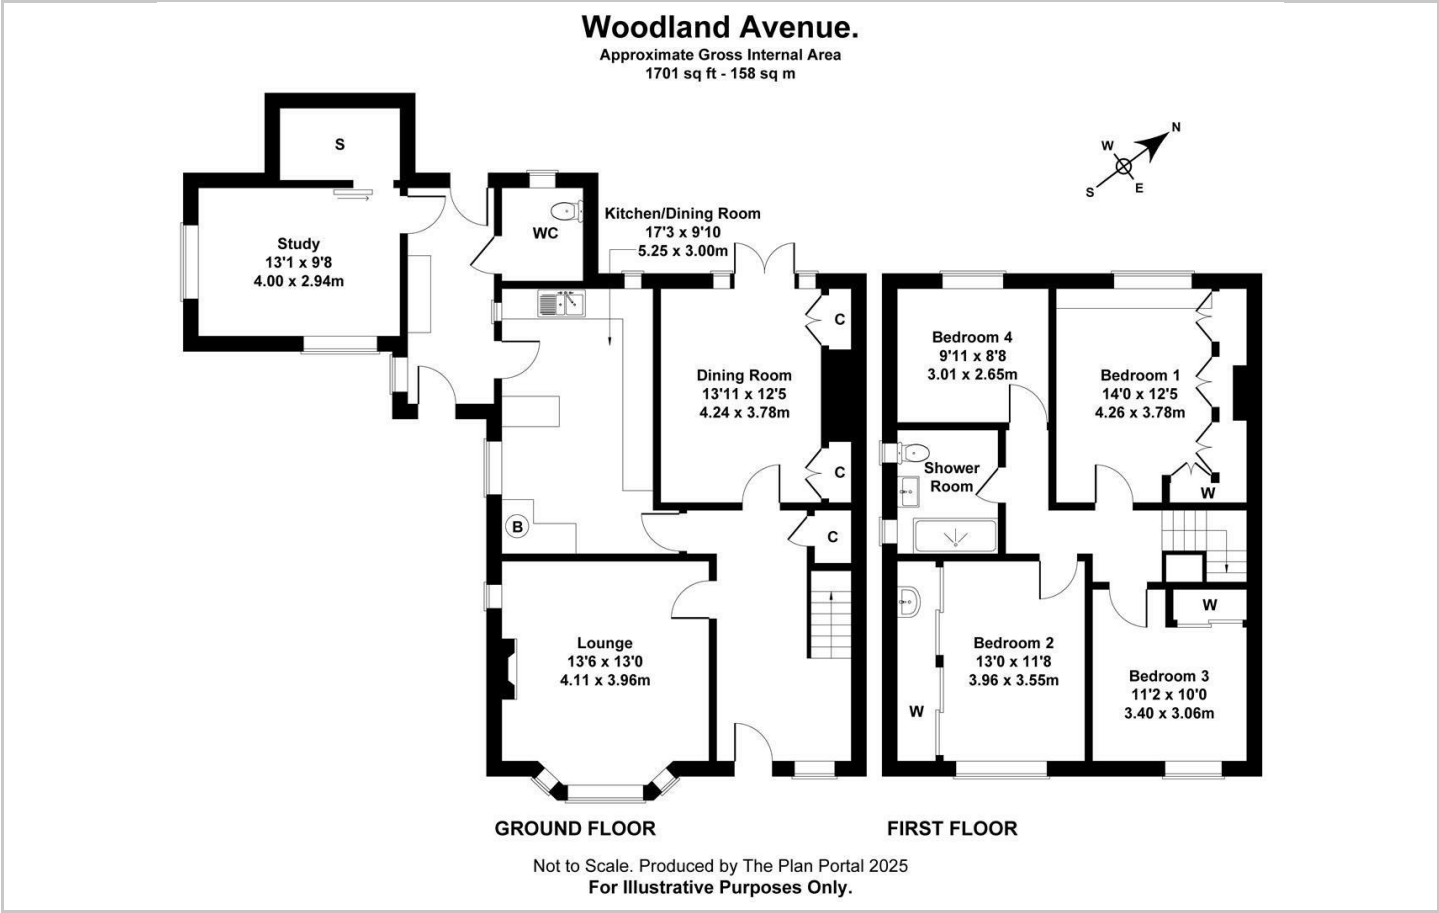 Woodland Avenue.
Approximate Gross Internal Area
1701 sq ft - 158 sq m
N
W
S
E
S
Study
13'1 x 9'8
4.00 x 2.94m
WC
Kitchen/Dining Room
17'3 x 9'10
5.25 x 3.00m
C
Dining Room
13'11 x 12'5
4.24 x 3.78m
C
B
C
Lounge
13'6 x 13'0
4.11 x 3.96m
GROUND FLOOR
Bedroom 4
9'11 x 8'8
3.01 x 2.65m
Bedroom 1
14'0 x 12'5
4.26 x 3.78m
Shower
Room
W
W
Bedroom 2
13'0 x 11'8
3.96 x 3.55m
W
Bedroom 3
11'2 x 10'0
3.40 x 3.06m
FIRST FLOOR
Not to Scale. Produced by The Plan Portal 2025
For Illustrative Purposes Only.